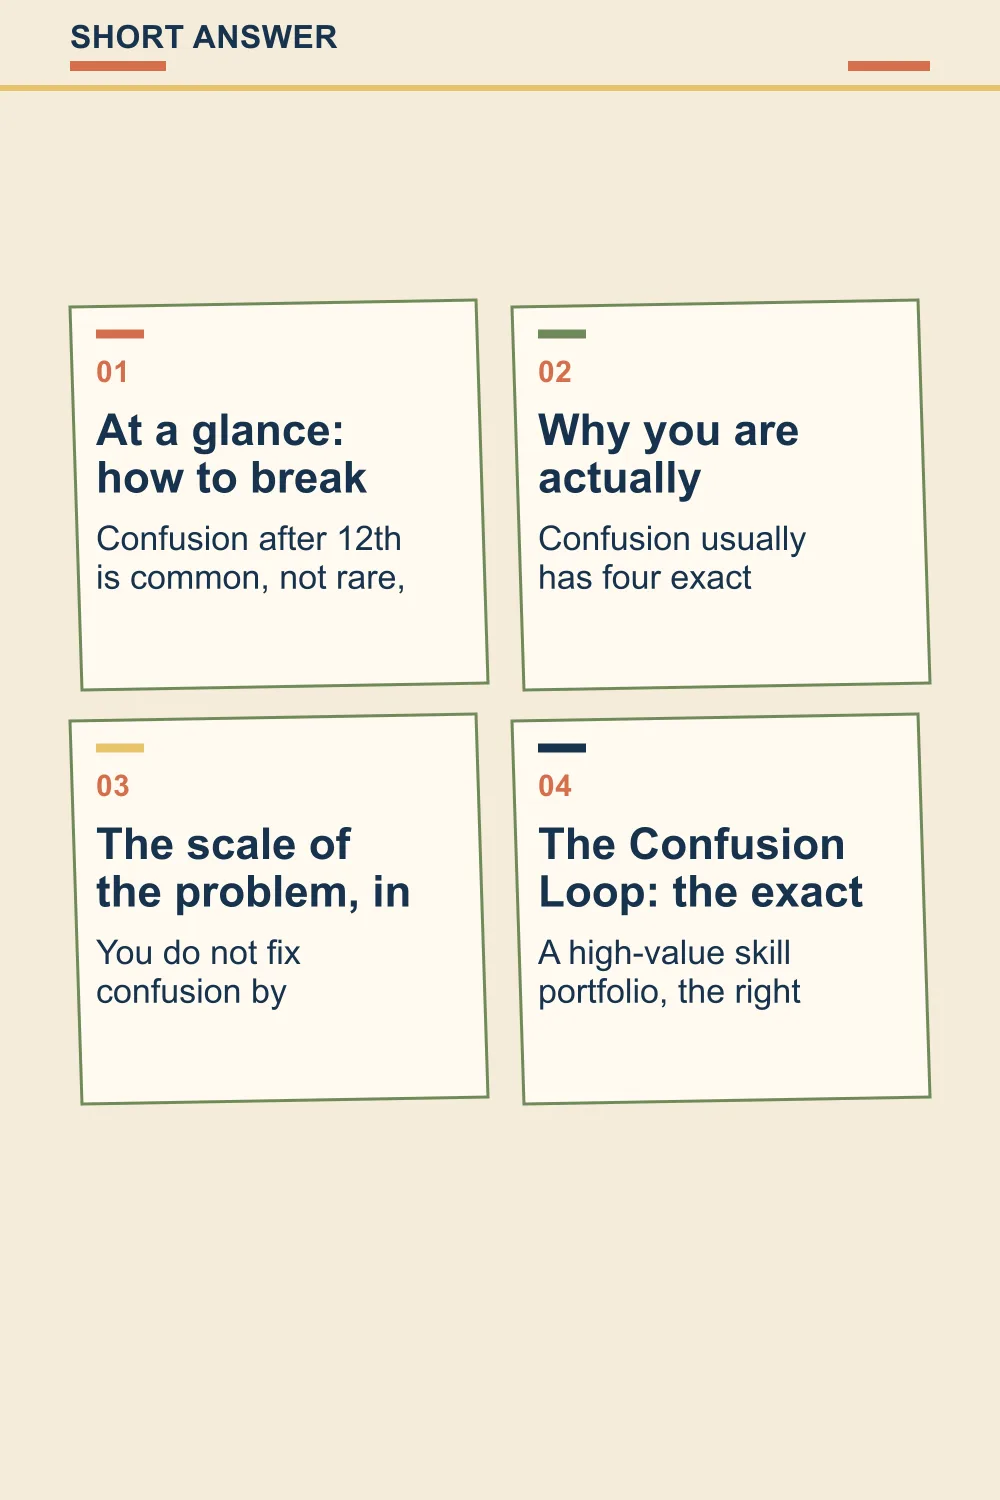 SHORT ANSWER
01
At a glance:
how to break
Confusion after 12th
is common, not rare,
02
Why you are
actually
Confusion usually
has four exact
03
The scale of
the problem, in
You do not fix
confusion by
04
The Confusion
Loop: the exact
A high-value skill
portfolio, the right